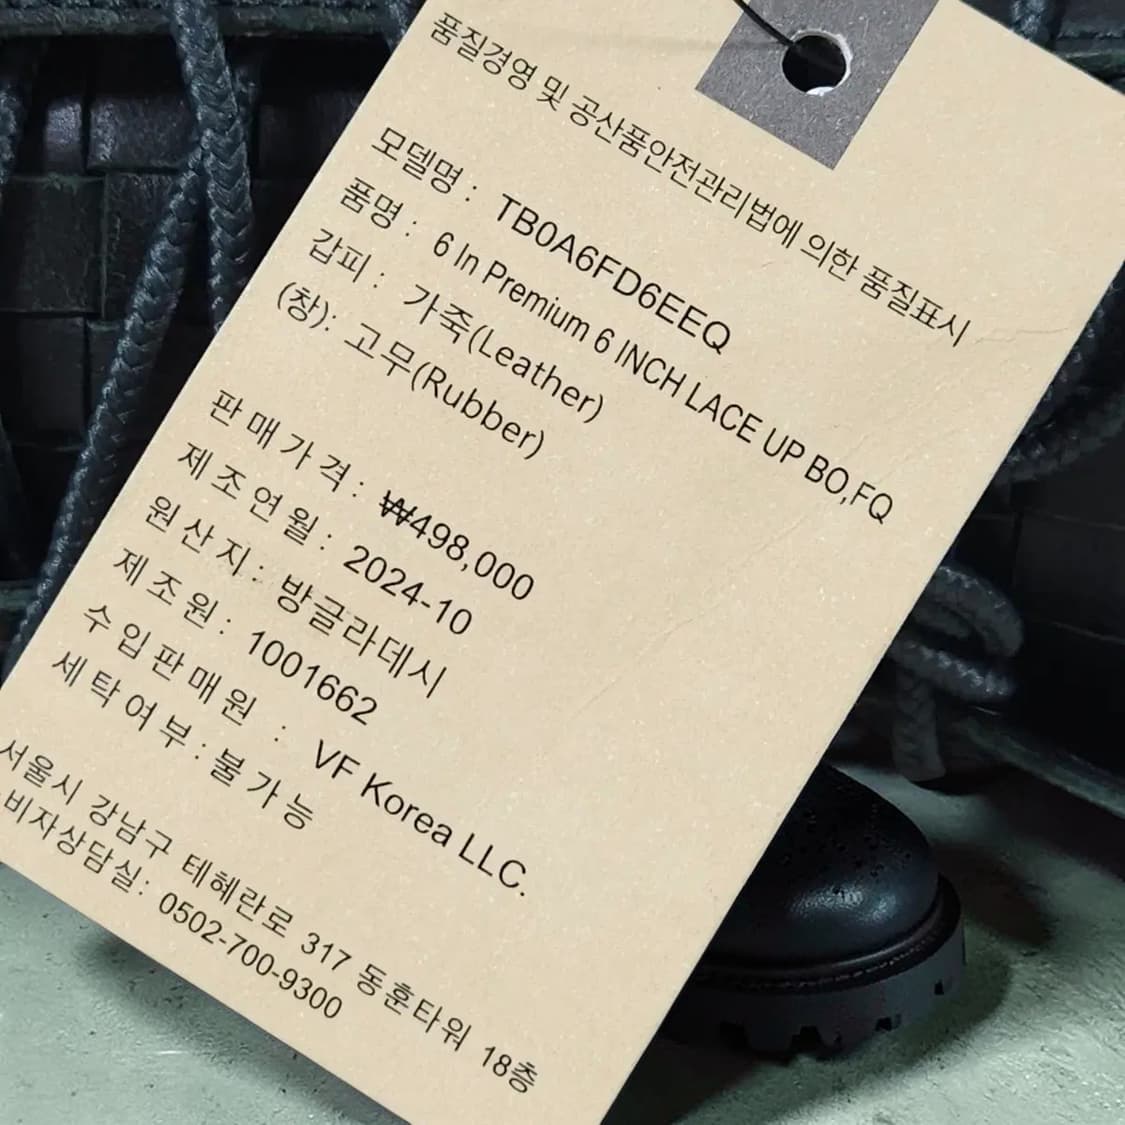 품질경영 및 공산품안전관리법에 의한 품질표시
모델명 : TB0A6FD6EEQ
품명 : 6 In Premium 6 INCH LACE UP BO,FQ
갑피 : 가죽(Leather)
(창): 고무(Rubber)
판매가격 : ₩498,000
제조연월 : 2024-10
원산지 : 방글라데시
제조원 : 1001662
수입판매원 : VF Korea LLC.
세탁여부 : 불가능
서울시 강남구 테헤란로 317 동훈타워 18층
비자상담실: 0502-700-9300